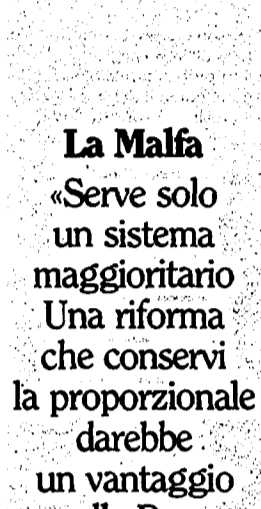 La Malfa
«Serve solo
un sistema
maggioritario
Una riforma
che conservi
la proporzionale
darebbe
un vantaggio